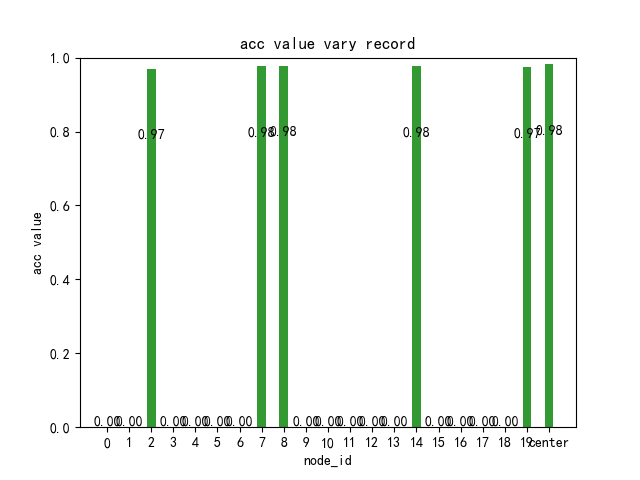 acc value vary record
acc value
1.0
0.8
0.6
0.4
0.2
0.0
0.97 0.98 0.98 0.98 0.97 0.98
0.00 0.00 0.00 0.00 0.00 0.00 0.00 0.00 0.00 0.00 0.00 0.00 0.00 0.00 0.00
0 1 2 3 4 5 6 7 8 9 10 11 12 13 14 15 16 17 18 19 center
node_id